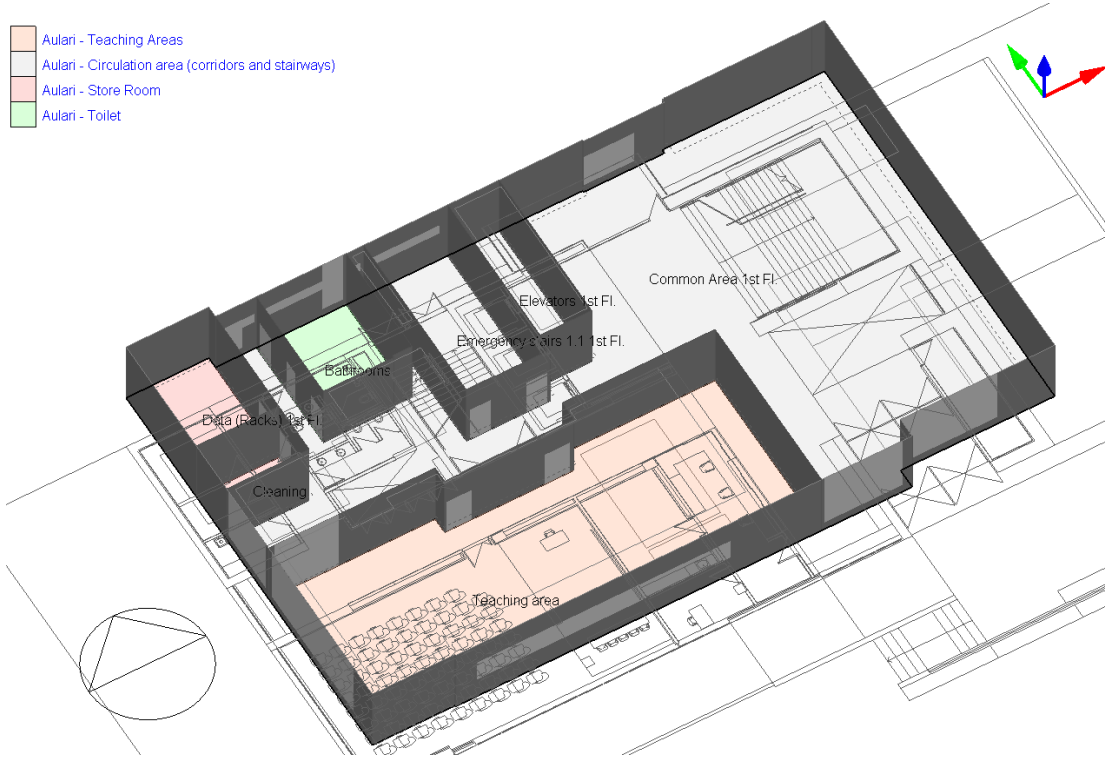 Aulari - Teaching Areas
Aulari - Circulation area (corridors and stairways)
Aulari - Store Room
Aulari - Toilet
Common Area 1st Fl.
Elevators 1st Fl.
Emergency stairs 1.1 1st Fl.
Bathrooms
Data (Racks) 1st Fl.
Cleaning
Teaching area